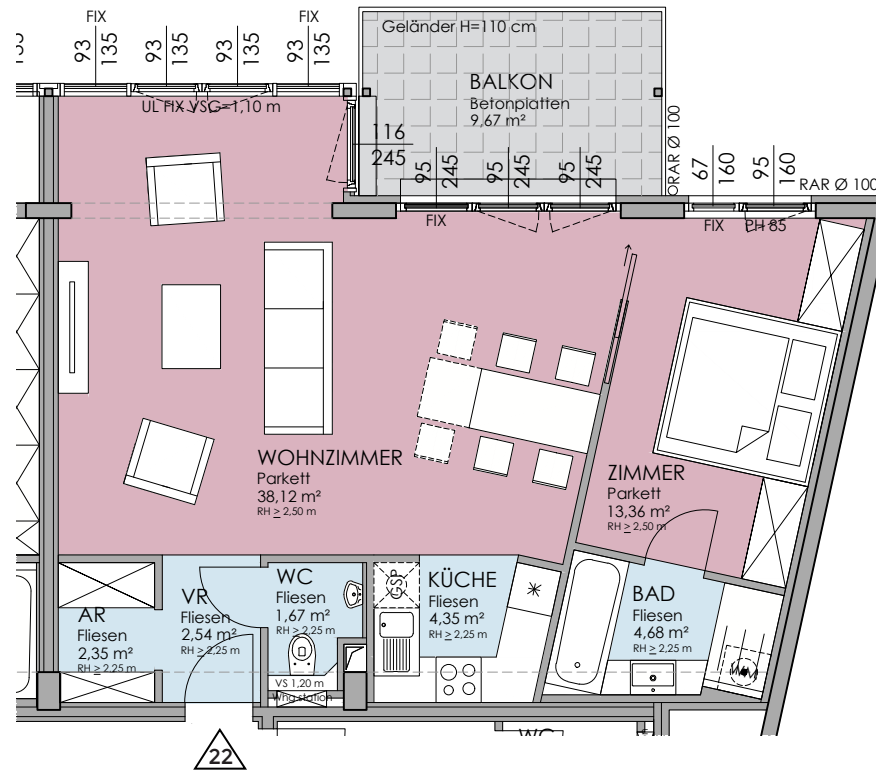 FIX
FIX
93
135
93
135
93
135
93
135
Geländer H=110 cm
BALKON
Betonplatten
9,67 m²
UL FIX VSG=1,10 m
116
245
95
245
95
245
95
245
ORAR Ø 100
67
160
95
160
RAR Ø 100
FIX
FIX
PH 85
WOHNZIMMER
Parkett
38,12 m²
RH ≥ 2,50 m
ZIMMER
Parkett
13,36 m²
RH ≥ 2,50 m
AR
Fliesen
2,35 m²
RH ≥ 2,25 m
VR
Fliesen
2,54 m²
RH ≥ 2,25 m
WC
Fliesen
1,67 m²
RH ≥ 2,25 m
VS 1,20 m
Whg.station
GSP
KÜCHE
Fliesen
4,35 m²
RH ≥ 2,25 m
BAD
Fliesen
4,68 m²
RH ≥ 2,25 m
WM
22
WC